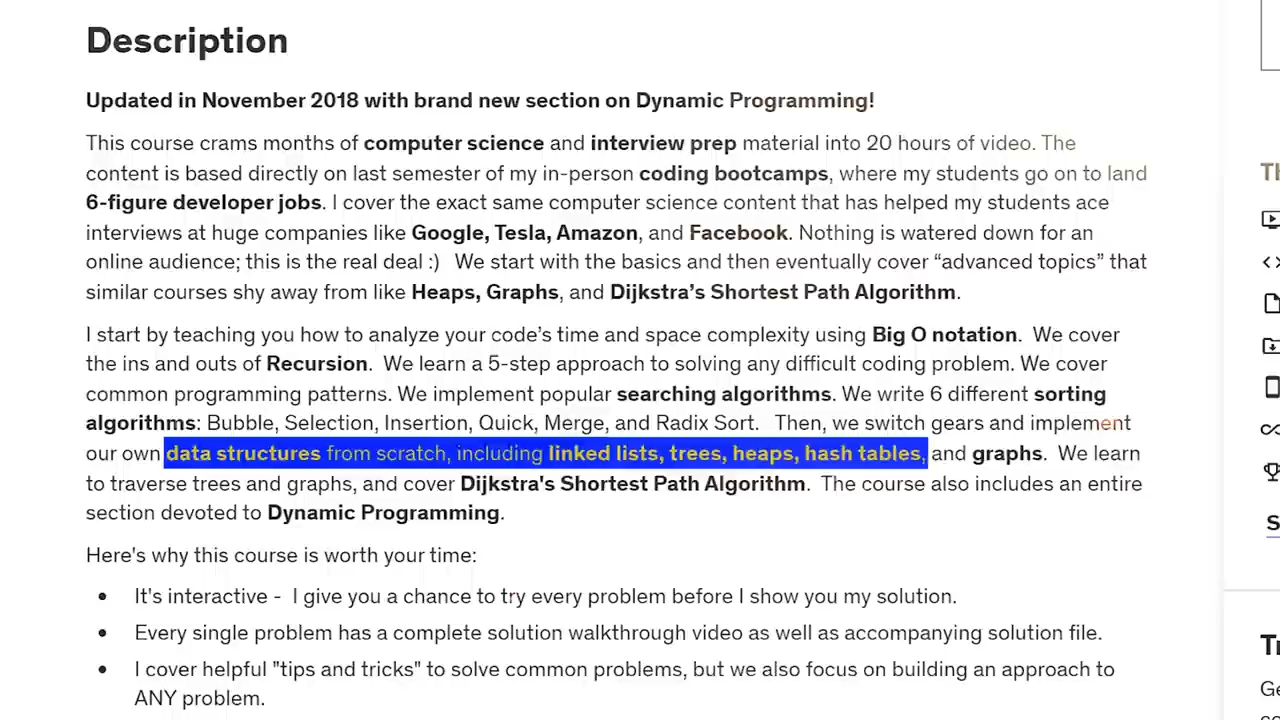 Description
Updated in November 2018 with brand new section on Dynamic Programming!
This course crams months of computer science and interview prep material into 20 hours of video. The
content is based directly on last semester of my in-person coding bootcamps, where my students go on to land
6-figure developer jobs. I cover the exact same computer science content that has helped my students ace
interviews at huge companies like Google, Tesla, Amazon, and Facebook. Nothing is watered down for an
online audience; this is the real deal :)   We start with the basics and then eventually cover “advanced topics” that
similar courses shy away from like Heaps, Graphs, and Dijkstra’s Shortest Path Algorithm.
I start by teaching you how to analyze your code’s time and space complexity using Big O notation.  We cover
the ins and outs of Recursion.  We learn a 5-step approach to solving any difficult coding problem. We cover
common programming patterns. We implement popular searching algorithms. We write 6 different sorting
algorithms: Bubble, Selection, Insertion, Quick, Merge, and Radix Sort.   Then, we switch gears and implement
our own data structures from scratch, including linked lists, trees, heaps, hash tables, and graphs.  We learn
to traverse trees and graphs, and cover Dijkstra's Shortest Path Algorithm.  The course also includes an entire
section devoted to Dynamic Programming.
Here's why this course is worth your time:
It's interactive -  I give you a chance to try every problem before I show you my solution.
Every single problem has a complete solution walkthrough video as well as accompanying solution file.
I cover helpful "tips and tricks" to solve common problems, but we also focus on building an approach to
ANY problem.